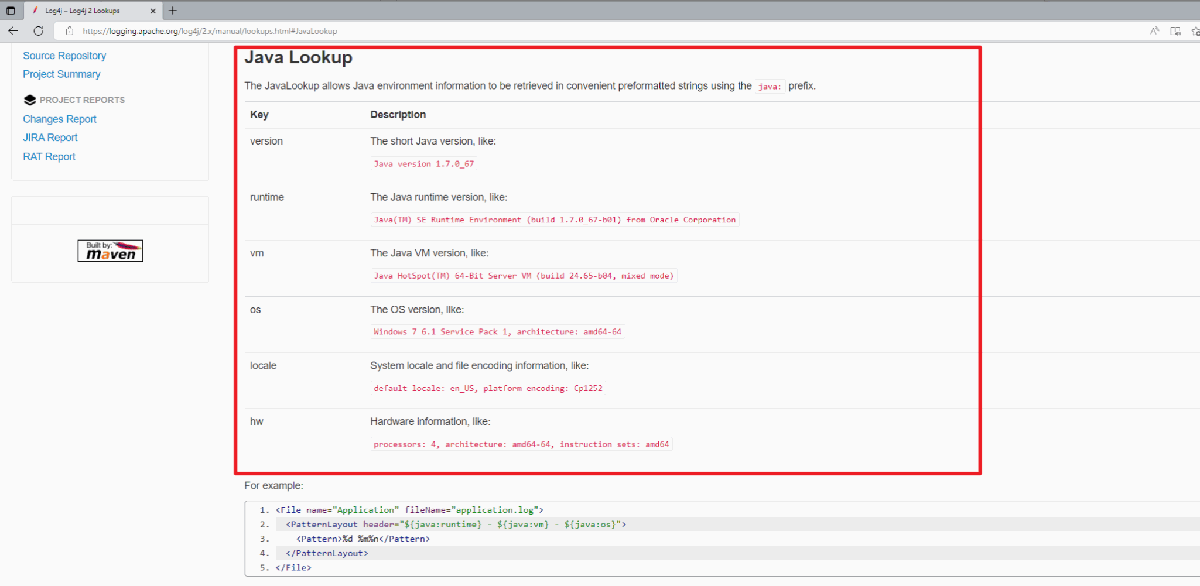 Log4j – Log4j 2 Lookups
https://logging.apache.org/log4j/2.x/manual/lookups.html#JavaLookup
Source Repository
Project Summary
PROJECT REPORTS
Changes Report
JIRA Report
RAT Report
Built by:
maven
Java Lookup
The JavaLookup allows Java environment information to be retrieved in convenient preformatted strings using the java: prefix.
Key Description
version The short Java version, like:
Java version 1.7.0_67
runtime The Java runtime version, like:
Java(TM) SE Runtime Environment (build 1.7.0_67-b01) from Oracle Corporation
vm The Java VM version, like:
Java HotSpot(TM) 64-Bit Server VM (build 24.65-b04, mixed mode)
os The OS version, like:
Windows 7 6.1 Service Pack 1, architecture: amd64-64
locale System locale and file encoding information, like:
default locale: en_US, platform encoding: Cp1252
hw Hardware information, like:
processors: 4, architecture: amd64-64, instruction sets: amd64
For example:
1. <File name="Application" fileName="application.log">
2. <PatternLayout header="${java:runtime} - ${java:vm} - ${java:os}">
3. <Pattern>%d %m%n</Pattern>
4. </PatternLayout>
5. </File>